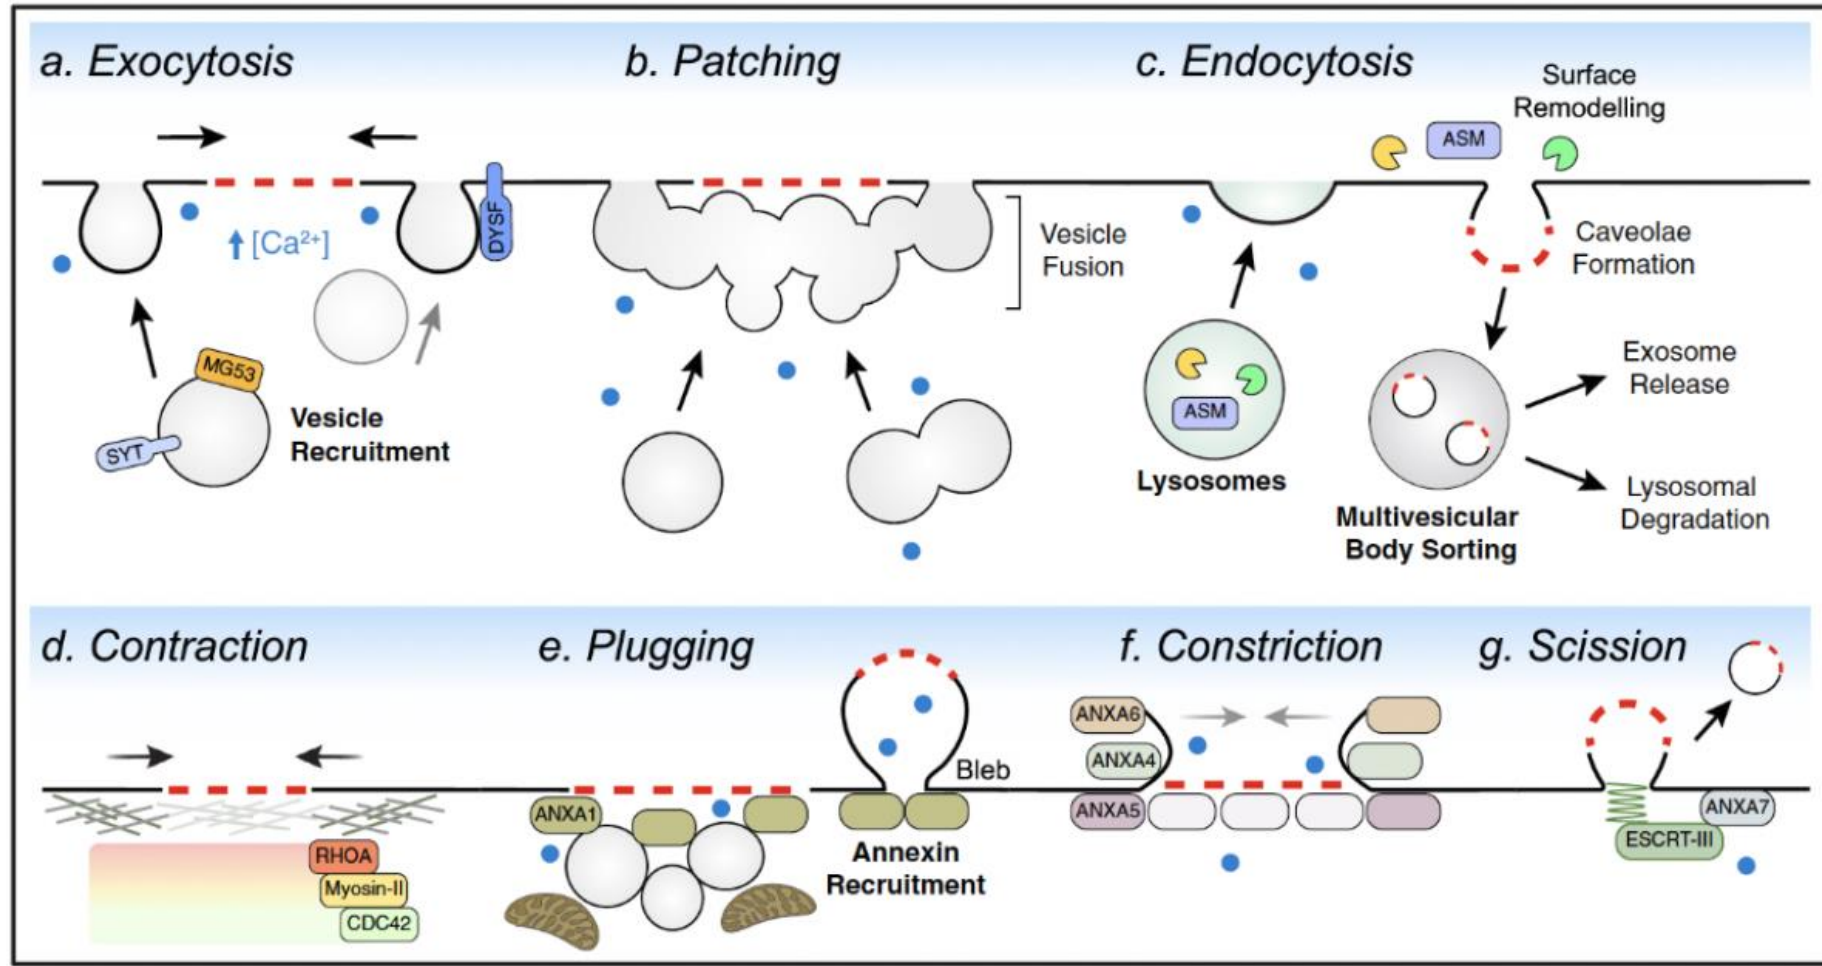 a. Exocytosis
b. Patching
c. Endocytosis
Surface
Remodelling
ASM
DYSF
[Ca²⁺]
Vesicle
Fusion
Caveolae
Formation
MG53
SYT
Vesicle
Recruitment
ASM
Lysosomes
Exosome
Release
Multivesicular
Body Sorting
Lysosomal
Degradation
d. Contraction
e. Plugging
f. Constriction
g. Scission
RHOA
Myosin-II
CDC42
ANXA1
Bleb
Annexin
Recruitment
ANXA6
ANXA4
ANXA5
ANXA7
ESCRT-III